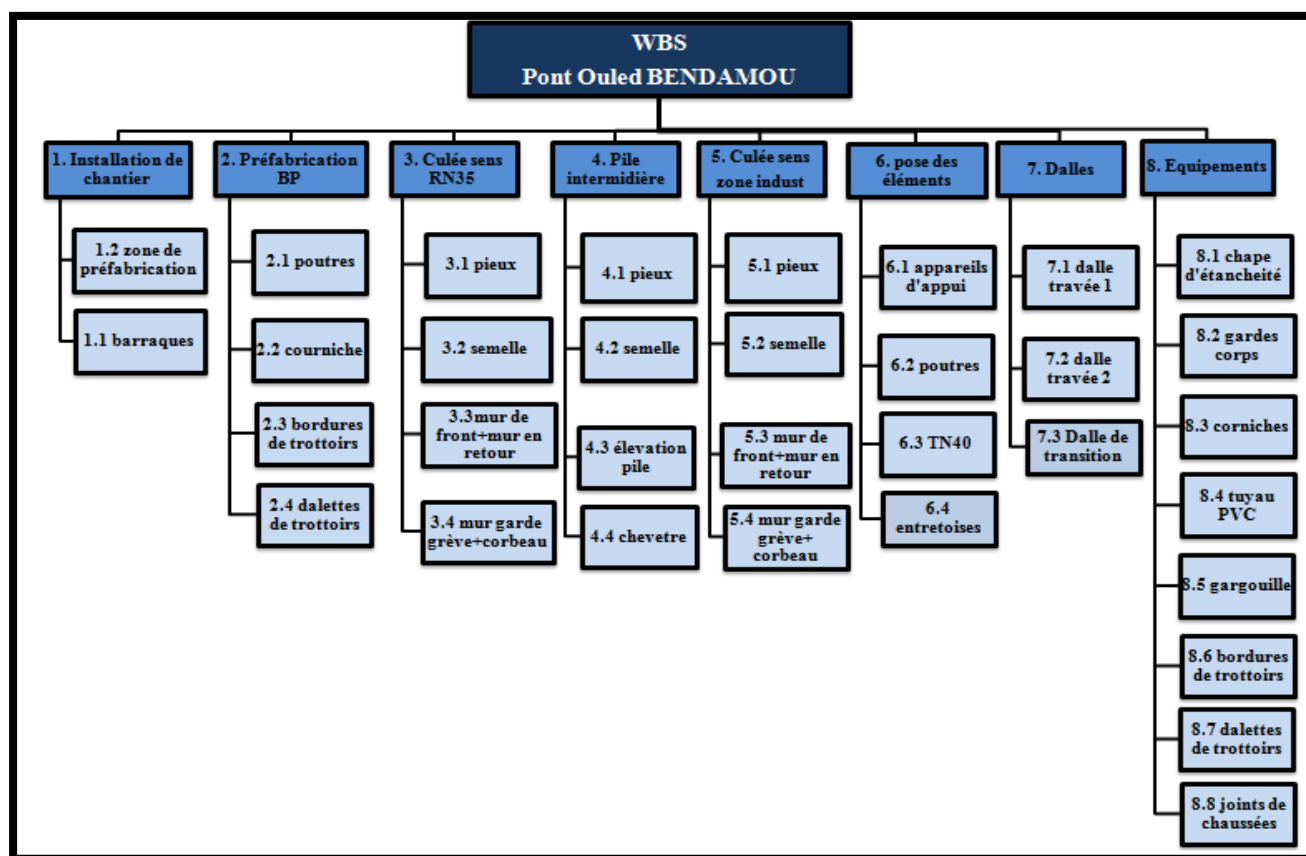 WBS
Pont Ouled BENDAMOU
1. Installation de
chantier
2. Préfabrication
BP
3. Culée sens
RN35
4. Pile
intermidière
5. Culée sens
zone indust
6. pose des
éléments
7. Dalles
8. Equipements
1.2 zone de
préfabrication
1.1 barraques
2.1 poutres
2.2 courniche
2.3 bordures
de trottoirs
2.4 dalettes
de trottoirs
3.1 pieux
3.2 semelle
3.3mur de
front+mur en
retour
3.4 mur garde
grève+corbeau
4.1 pieux
4.2 semelle
4.3 élevation
pile
4.4 chevetre
5.1 pieux
5.2 semelle
5.3 mur de
front+mur en
retour
5.4 mur garde
grève+
corbeau
6.1 appareils
d'appui
6.2 poutres
6.3 TN40
6.4
entretoises
7.1 dalle
travée 1
7.2 dalle
travée 2
7.3 Dalle de
transition
8.1 chape
d'étancheité
8.2 gardes
corps
8.3 corniches
8.4 tuyau
PVC
8.5 gargouille
8.6 bordures
de trottoirs
8.7 dalettes
de trottoirs
8.8 joints de
chaussées